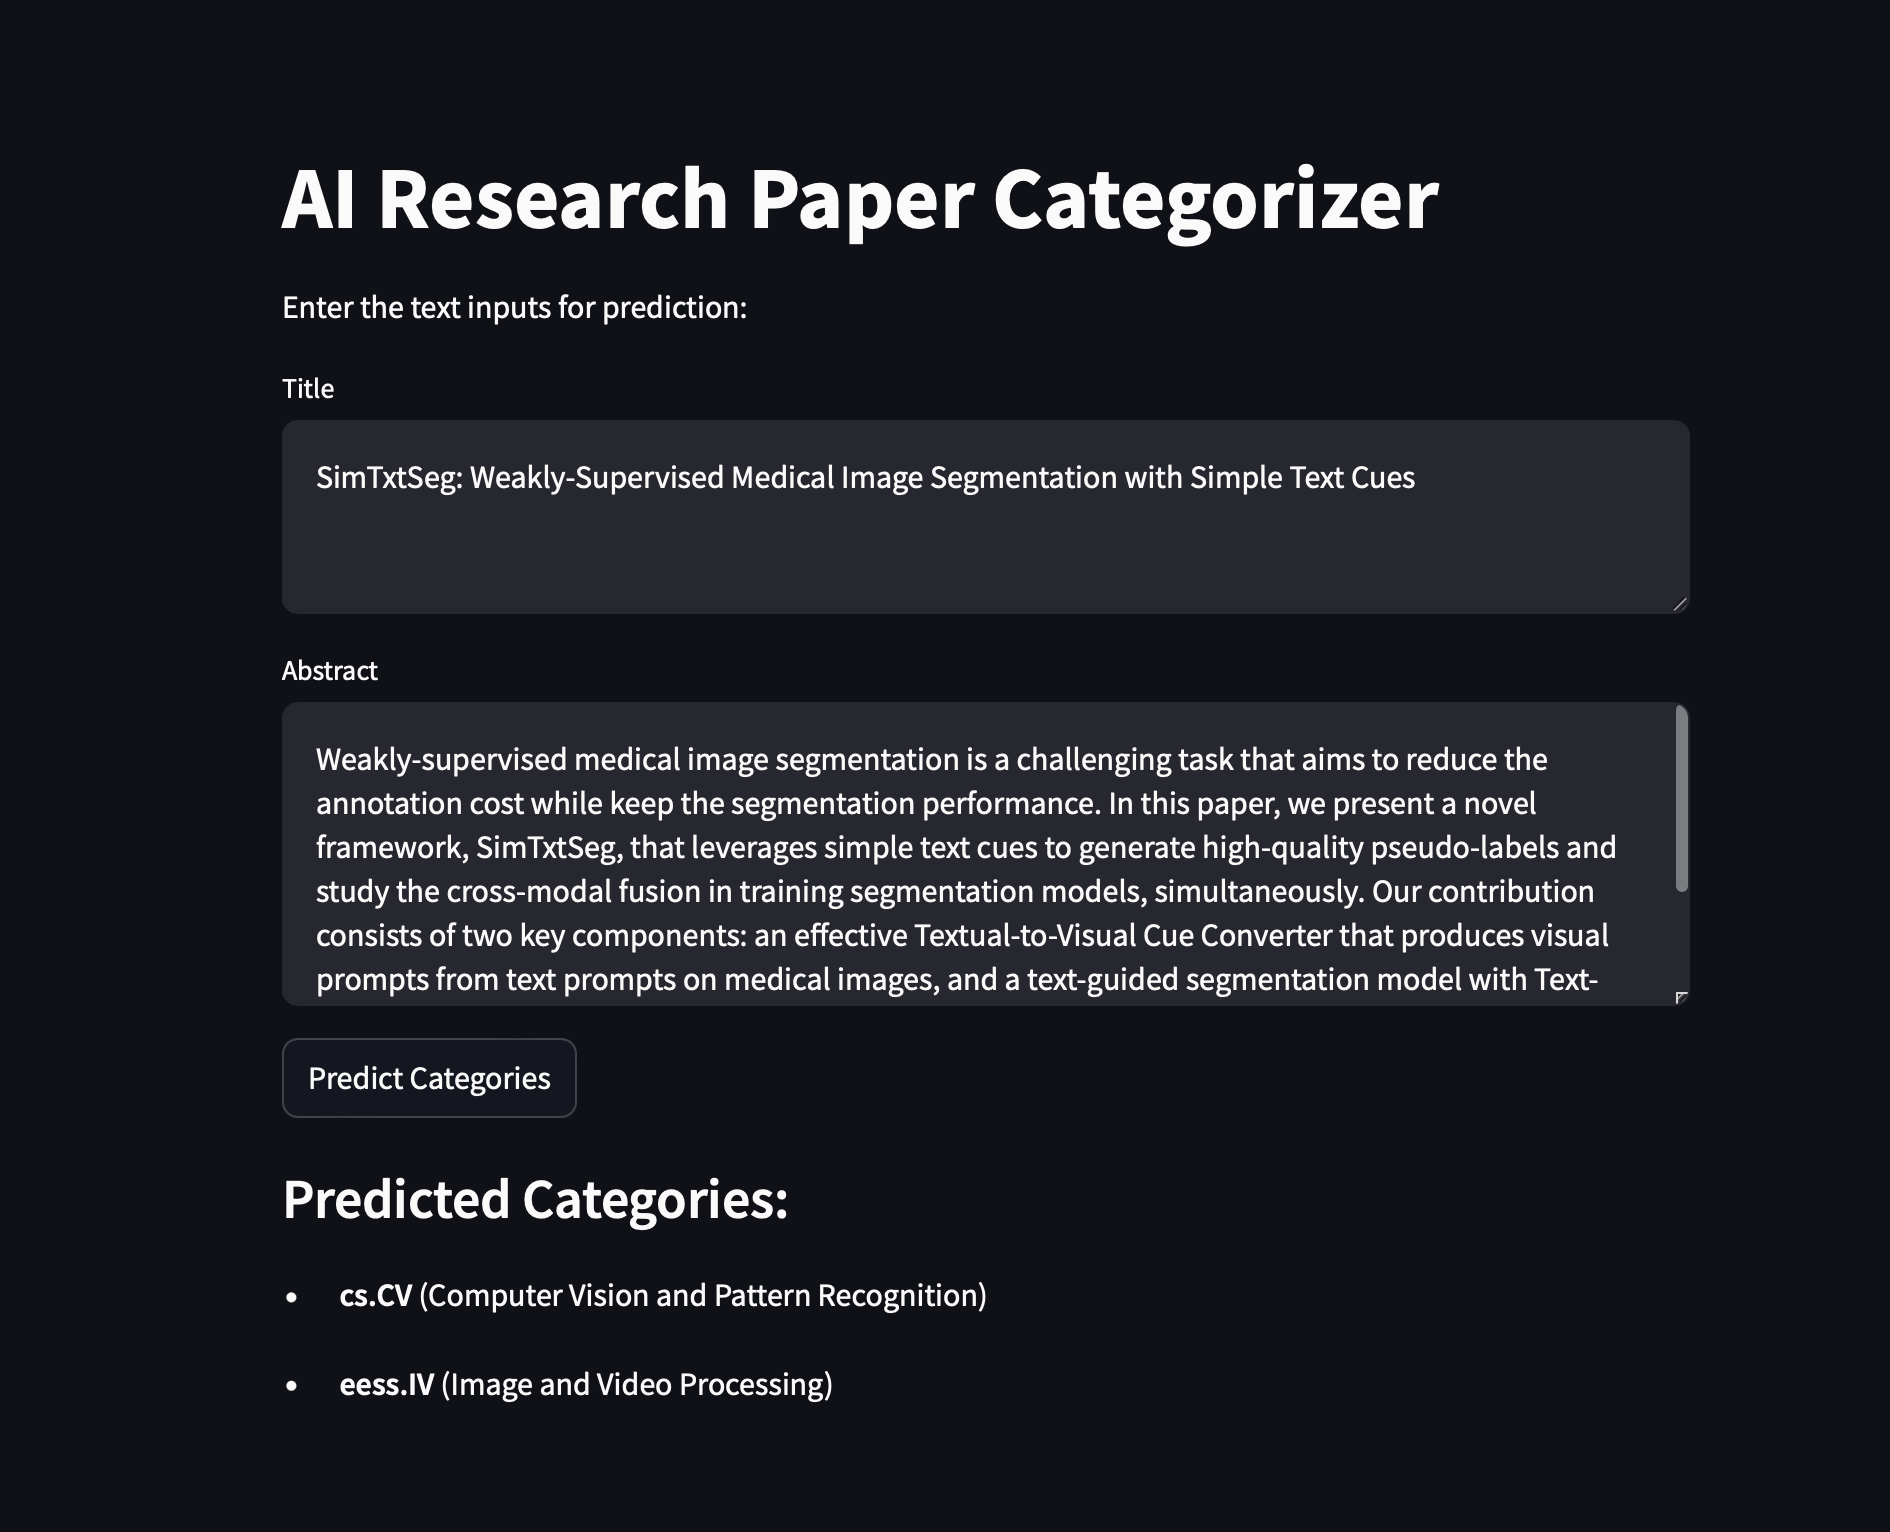 AI Research Paper Categorizer
Enter the text inputs for prediction:
Title
SimTxtSeg: Weakly-Supervised Medical Image Segmentation with Simple Text Cues
Abstract
Weakly-supervised medical image segmentation is a challenging task that aims to reduce the
annotation cost while keep the segmentation performance. In this paper, we present a novel
framework, SimTxtSeg, that leverages simple text cues to generate high-quality pseudo-labels and
study the cross-modal fusion in training segmentation models, simultaneously. Our contribution
consists of two key components: an effective Textual-to-Visual Cue Converter that produces visual
prompts from text prompts on medical images, and a text-guided segmentation model with Text-
Predict Categories
Predicted Categories:
• cs.CV (Computer Vision and Pattern Recognition)
• eess.IV (Image and Video Processing)